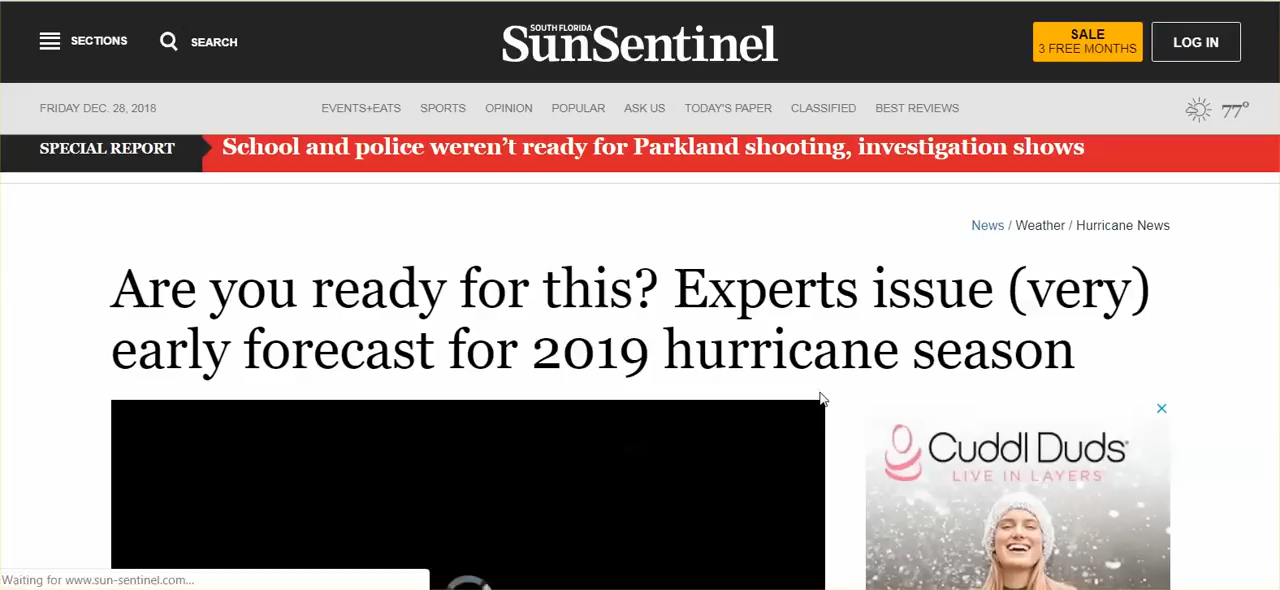 SECTIONS
SEARCH
SOUTH FLORIDA
SunSentinel
SALE
3 FREE MONTHS
LOG IN
FRIDAY DEC. 28, 2018
EVENTS+EATS
SPORTS
OPINION
POPULAR
ASK US
TODAY'S PAPER
CLASSIFIED
BEST REVIEWS
77°
SPECIAL REPORT
School and police weren’t ready for Parkland shooting, investigation shows
News / Weather / Hurricane News
Are you ready for this? Experts issue (very)
early forecast for 2019 hurricane season
Cuddl Duds
LIVE IN LAYERS
Waiting for www.sun-sentinel.com...